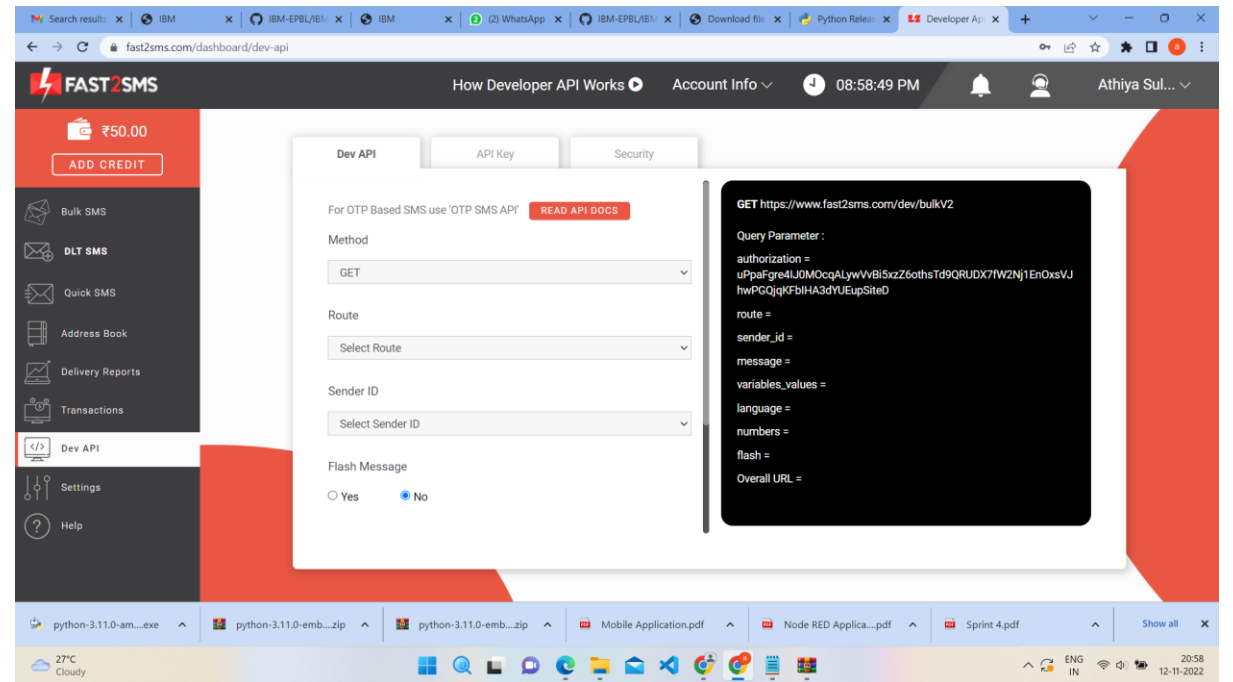 Search result
IBM
IBM-EPBL/IBM
IBM
(2) WhatsApp
IBM-EPBL/IBM
Download file
Python Releas
Developer Ap
fast2sms.com/dashboard/dev-api
a
FAST2SMS
How Developer API Works
Account Info
08:58:49 PM
Athiya Sul...
₹50.00
ADD CREDIT
Bulk SMS
DLT SMS
Quick SMS
Address Book
Delivery Reports
Transactions
Dev API
Settings
Help
Dev API
API Key
Security
For OTP Based SMS use 'OTP SMS API'
READ API DOCS
Method
GET
Route
Select Route
Sender ID
Select Sender ID
Flash Message
Yes
No
GET https://www.fast2sms.com/dev/bulkV2
Query Parameter :
authorization =
uPpaFgre4lJ0MOcqALywVvBi5xzZ6othsTd9QRUDX7fW2Nj1EnOxsVJ
hwPGQjqKFbIHA3dYUEupSiteD
route =
sender_id =
message =
variables_values =
language =
numbers =
flash =
Overall URL =
python-3.11.0-am....exe
python-3.11.0-emb....zip
python-3.11.0-emb....zip
Mobile Application.pdf
Node RED Applica....pdf
Sprint 4.pdf
Show all
27°C
Cloudy
ENG
IN
20:58
12-11-2022